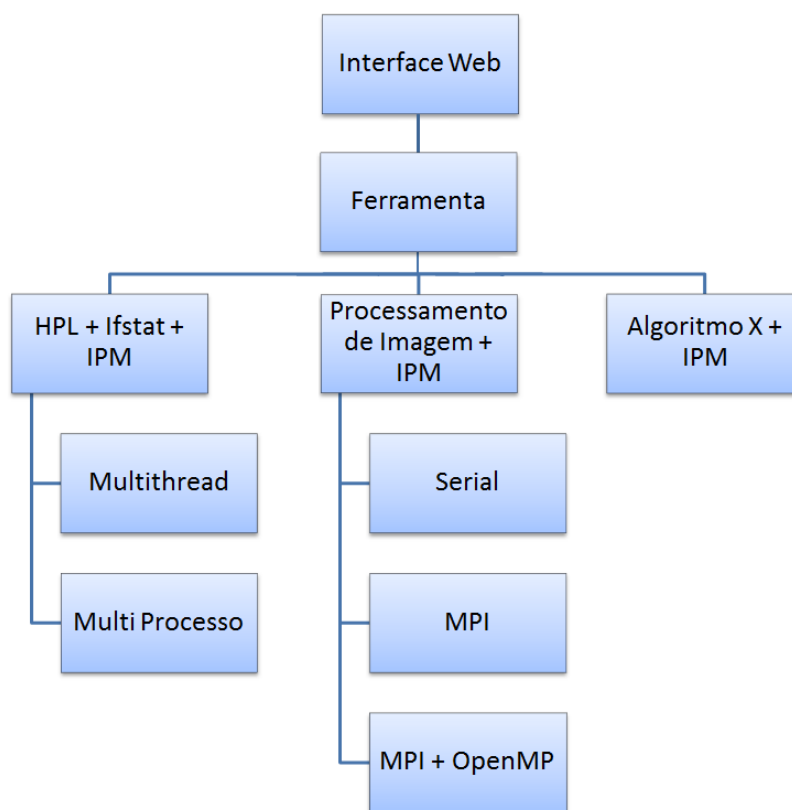 Interface Web
Ferramenta
HPL + Ifstat +
IPM
Processamento
de Imagem +
IPM
Algoritmo X +
IPM
Multithread
Serial
Multi Processo
MPI
MPI + OpenMP